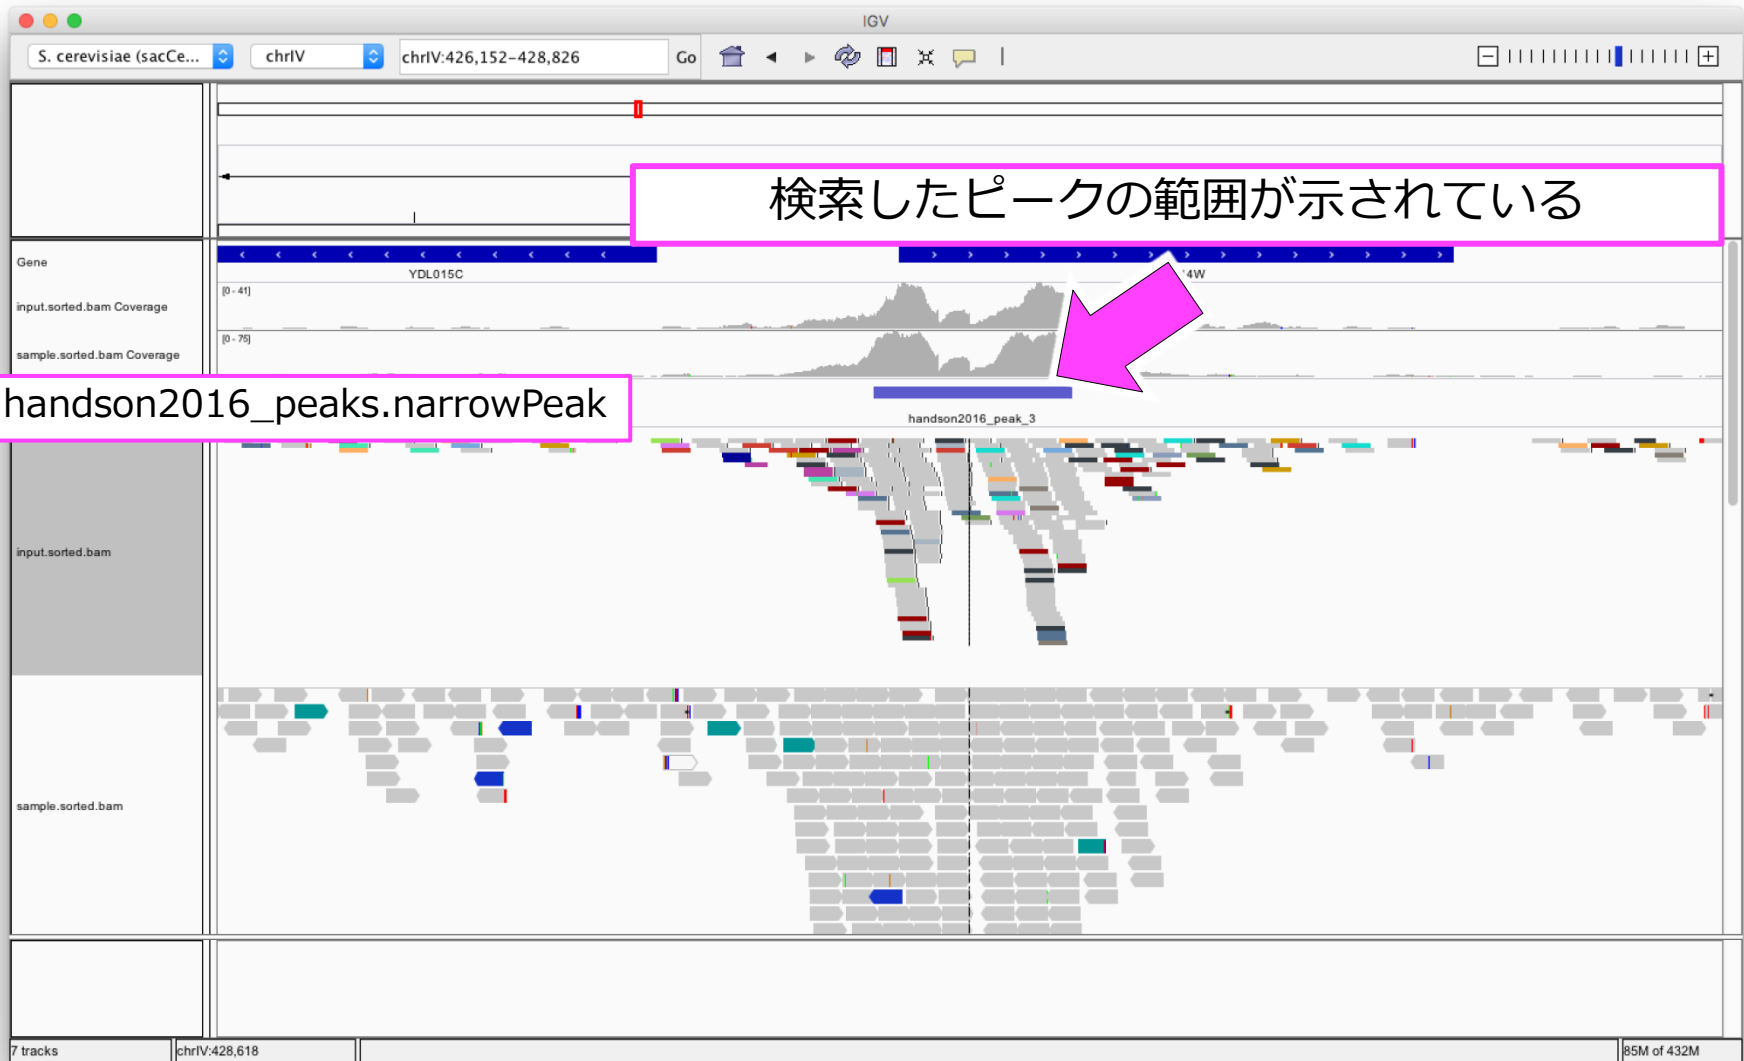 IGV
S. cerevisiae (sacCe...
chrIV
chrIV:426,152–428,826
Go
検索したピークの範囲が示されている
Gene
YDL015C
14W
input.sorted.bam Coverage
[0 - 41]
sample.sorted.bam Coverage
[0 - 75]
handson2016_peaks.narrowPeak
handson2016_peak_3
input.sorted.bam
sample.sorted.bam
7 tracks
chrIV:428,618
85M of 432M